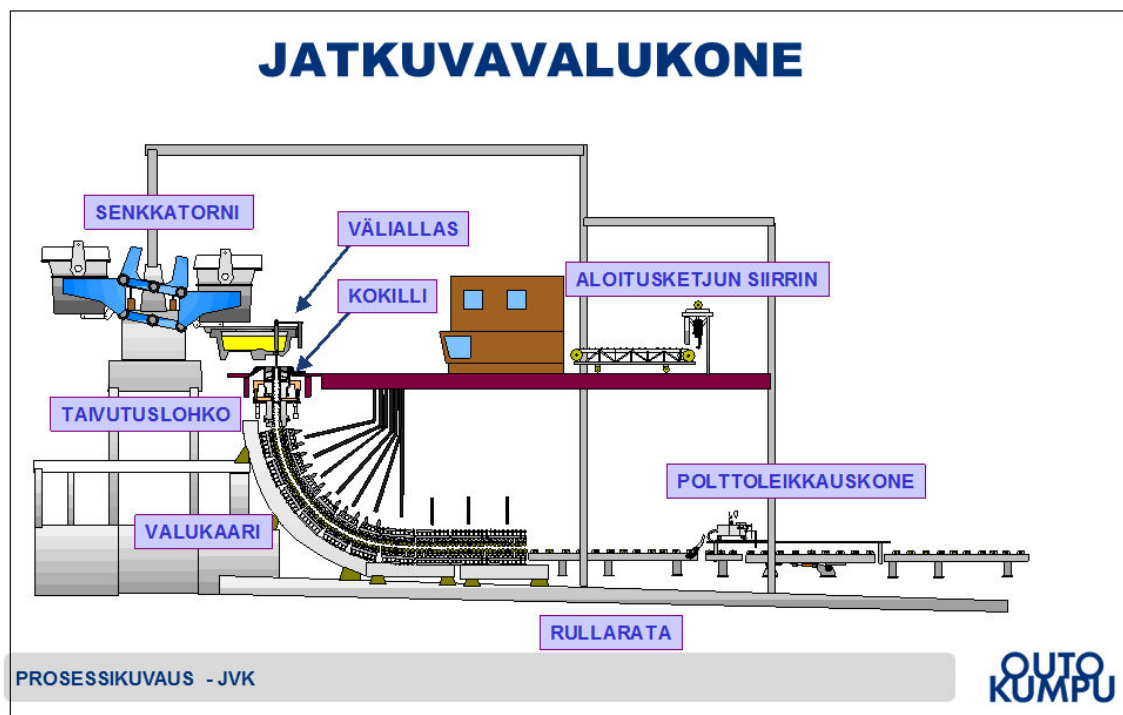 JATKUVAVALUKONE
SENKKATORNI
VÄLIALLAS
KOKILLI
ALOITUSKETJUN SIIRRIN
TAIVUTUSLOHKO
POLTTOLEIKKAUSKONE
VALUKAARI
RULLARATA
PROSESSIKUVAUS - JVK
OUTO
KUMPU